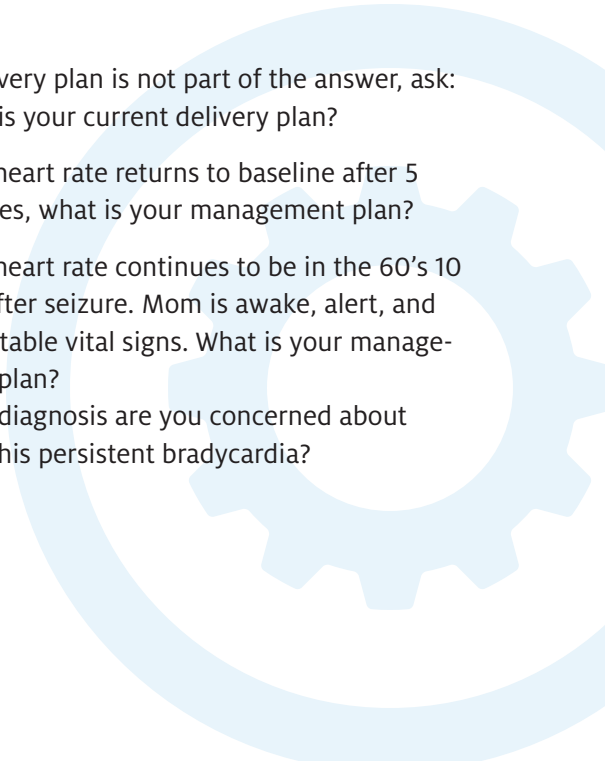 very plan is not part of the answer, ask:
is your current delivery plan?
heart rate returns to baseline after 5
es, what is your management plan?
heart rate continues to be in the 60's 10
fter seizure. Mom is awake, alert, and
table vital signs. What is your manage-
plan?
diagnosis are you concerned about
his persistent bradycardia?